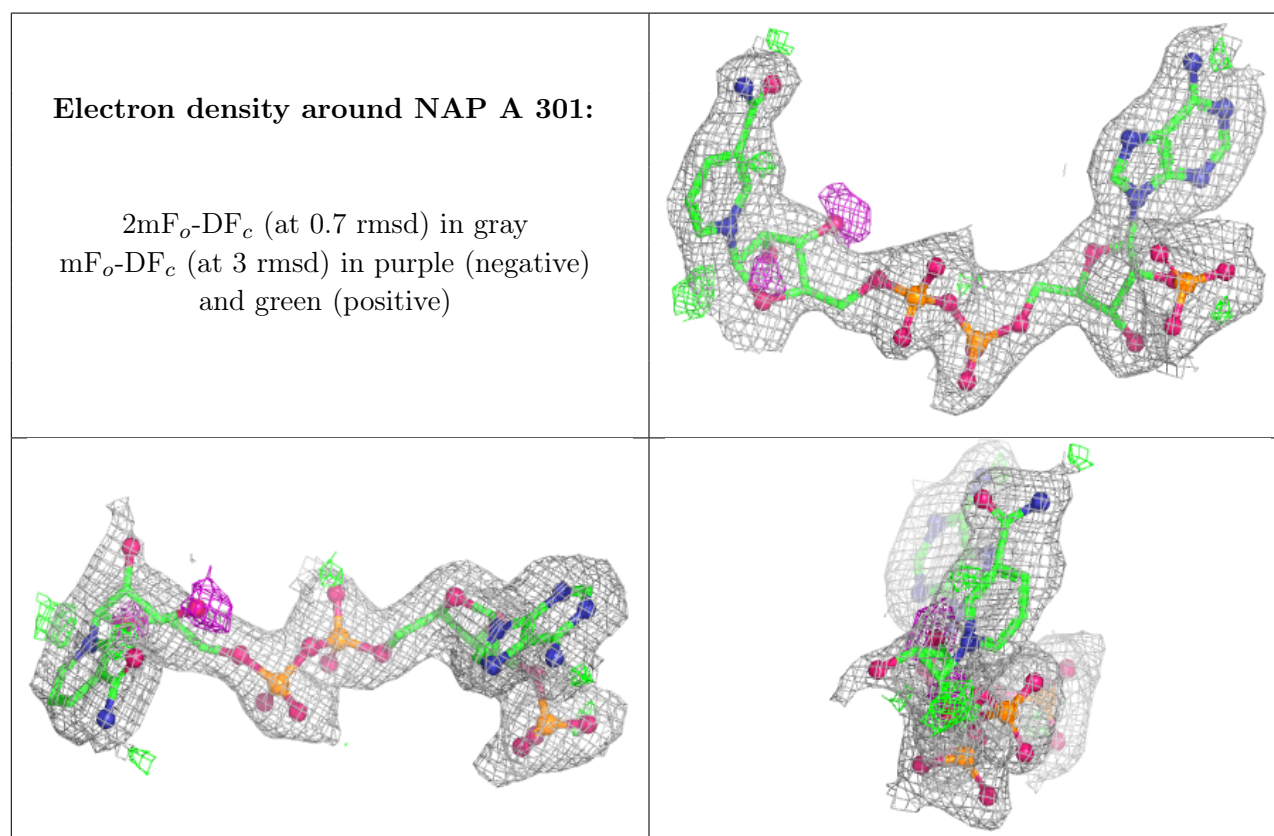 Electron density around NAP A 301:
2mFₒ-DF𝑐 (at 0.7 rmsd) in gray
mFₒ-DF𝑐 (at 3 rmsd) in purple (negative)
and green (positive)